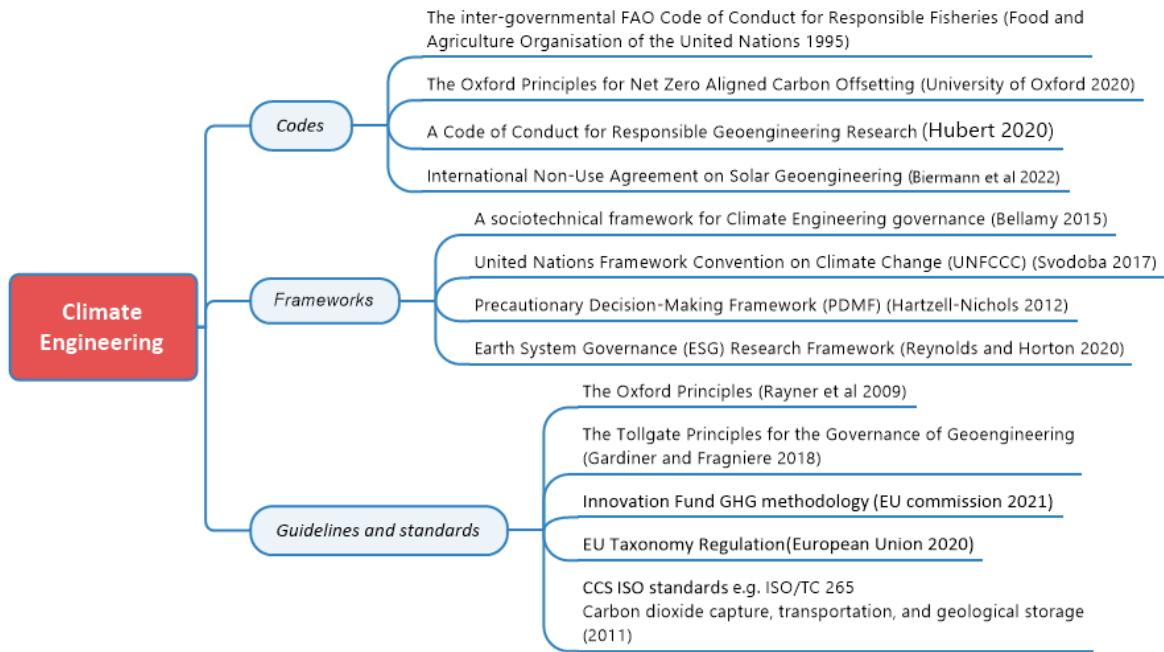 The inter-governmental FAO Code of Conduct for Responsible Fisheries (Food and
Agriculture Organisation of the United Nations 1995)
The Oxford Principles for Net Zero Aligned Carbon Offsetting (University of Oxford 2020)
Codes
A Code of Conduct for Responsible Geoengineering Research (Hubert 2020)
International Non-Use Agreement on Solar Geoengineering (Biermann et al 2022)
A sociotechnical framework for Climate Engineering governance (Bellamy 2015)
United Nations Framework Convention on Climate Change (UNFCCC) (Svodoba 2017)
Climate
Engineering
Frameworks
Precautionary Decision-Making Framework (PDMF) (Hartzell-Nichols 2012)
Earth System Governance (ESG) Research Framework (Reynolds and Horton 2020)
The Oxford Principles (Rayner et al 2009)
The Tollgate Principles for the Governance of Geoengineering
(Gardiner and Fragniere 2018)
Innovation Fund GHG methodology (EU commission 2021)
Guidelines and standards
EU Taxonomy Regulation(European Union 2020)
CCS ISO standards e.g. ISO/TC 265
Carbon dioxide capture, transportation, and geological storage
(2011)